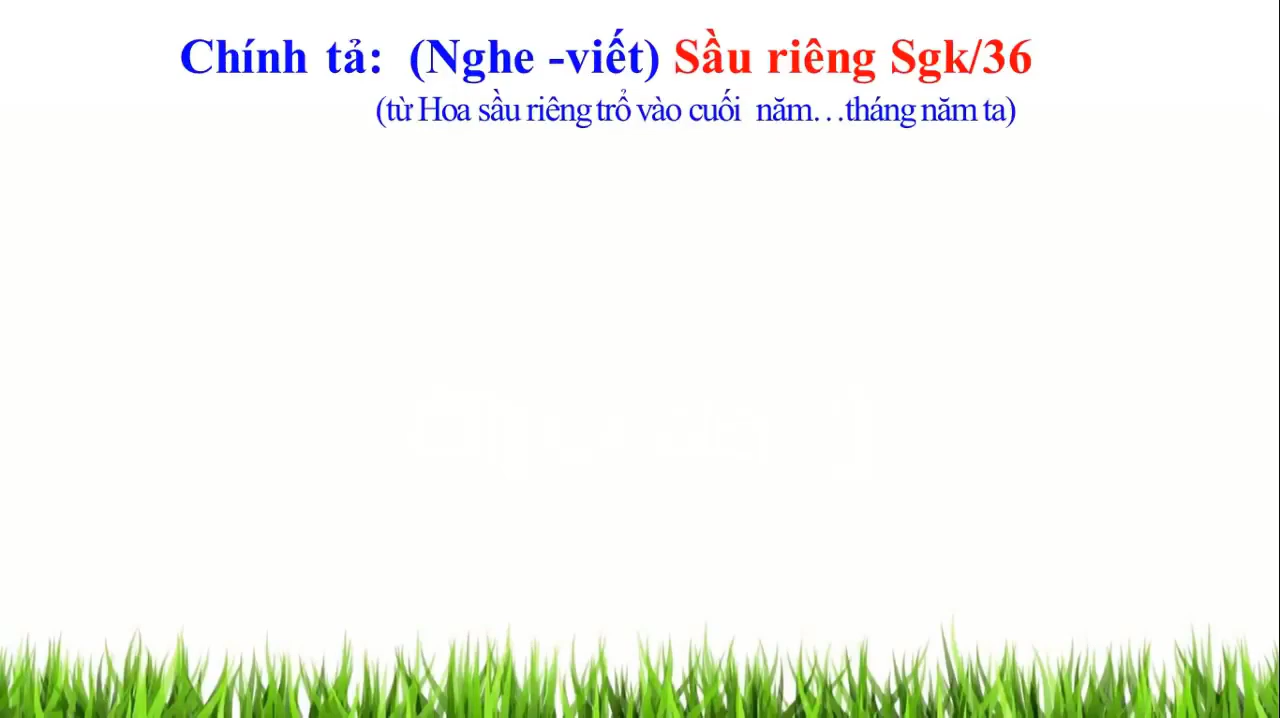 Chính tả: (Nghe -viết) Sầu riêng Sgk/36
(từ Hoa sầu riêng trổ vào cuối năm…tháng năm ta)